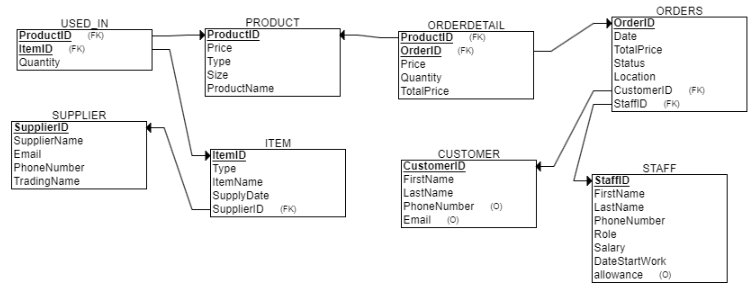 USED_IN
ProductID (FK)
ItemID (FK)
Quantity
PRODUCT
ProductID
Price
Type
Size
ProductName
ORDERDETAIL
ProductID (FK)
OrderID (FK)
Price
Quantity
TotalPrice
ORDERS
OrderID
Date
TotalPrice
Status
Location
CustomerID (FK)
StaffID (FK)
SUPPLIER
SupplierID
SupplierName
Email
PhoneNumber
TradingName
ITEM
ItemID
Type
ItemName
SupplyDate
SupplierID (FK)
CUSTOMER
CustomerID
FirstName
LastName
PhoneNumber (O)
Email (O)
STAFF
StaffID
FirstName
LastName
PhoneNumber
Role
Salary
DateStartWork
allowance (O)